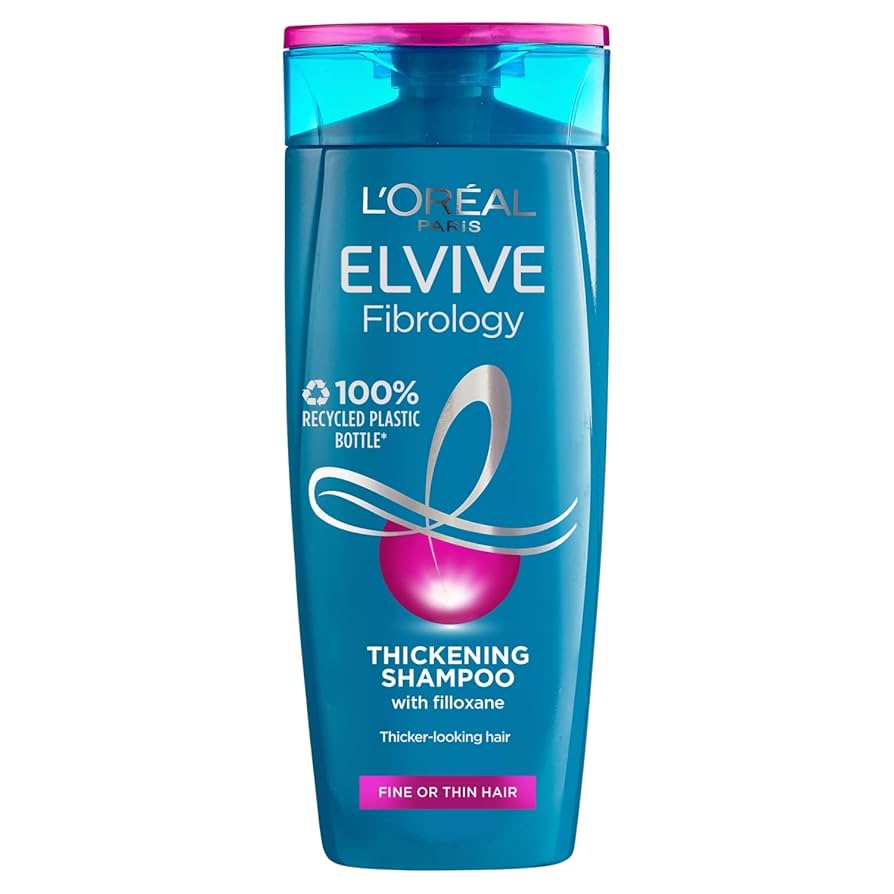 L'ORÉAL
PARIS
ELVIVE
Fibrology
100%
RECYCLED PLASTIC
BOTTLE*
THICKENING
SHAMPOO
with filloxane
Thicker-looking hair
FINE OR THIN HAIR